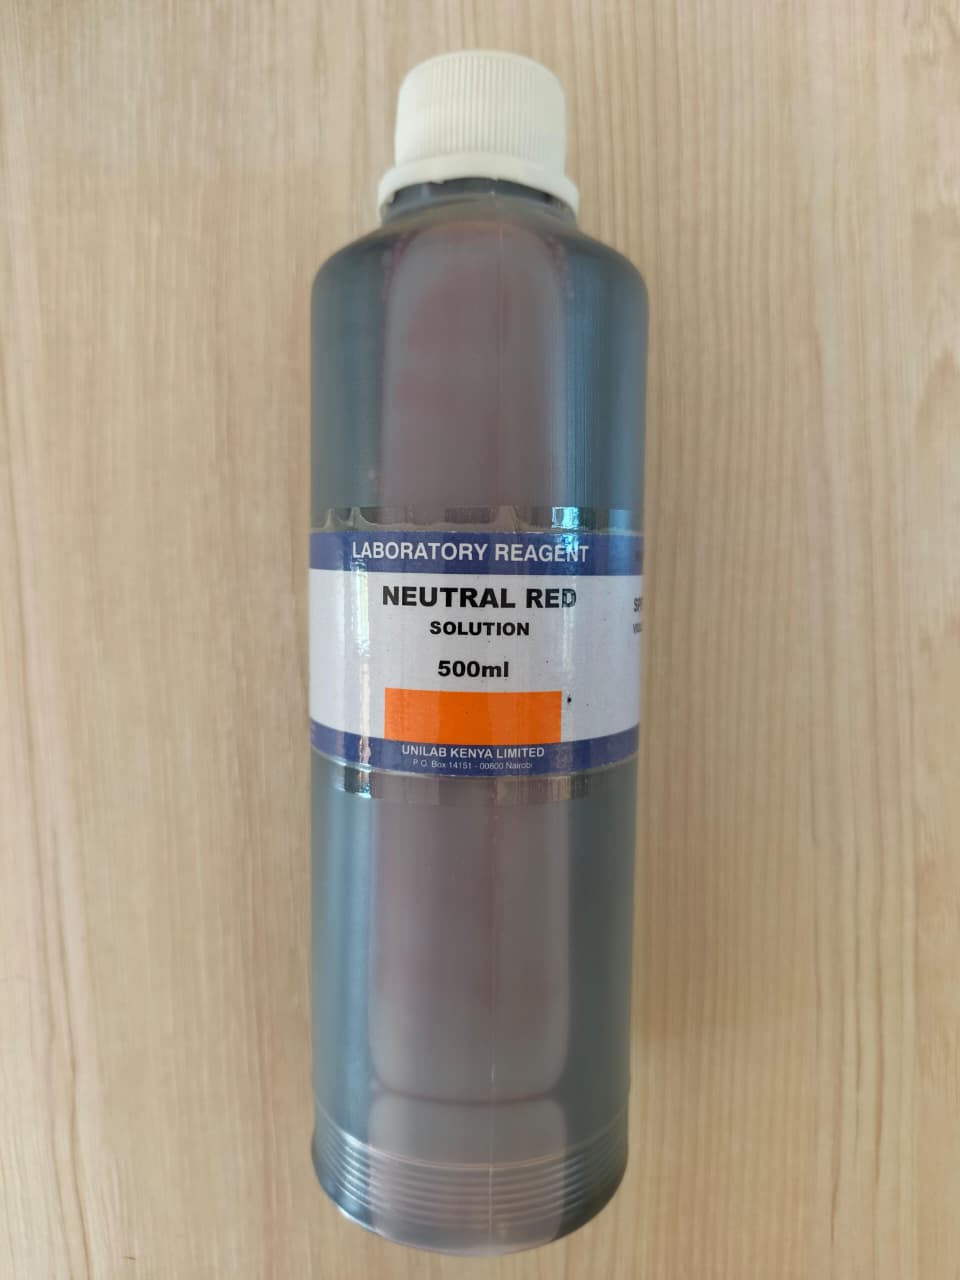 LABORATORY REAGENT
NEUTRAL RED
SOLUTION
500ml
UNILAB KENYA LIMITED
P.O. Box 14151 - 00800 Nairobi